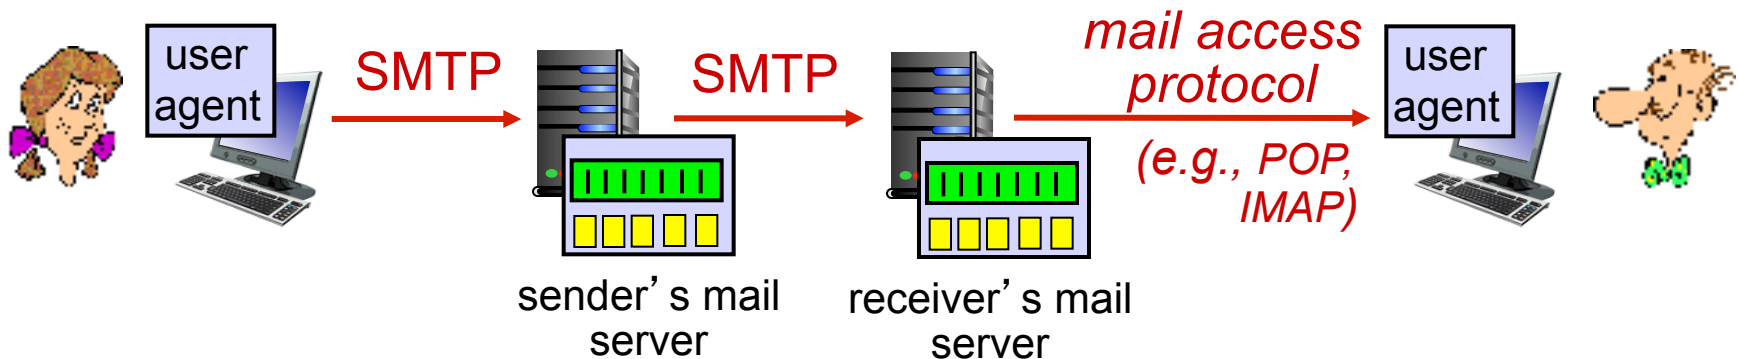 user
agent
SMTP
SMTP
mail access
protocol
(e.g., POP,
IMAP)
user
agent
sender’s mail
server
receiver’s mail
server